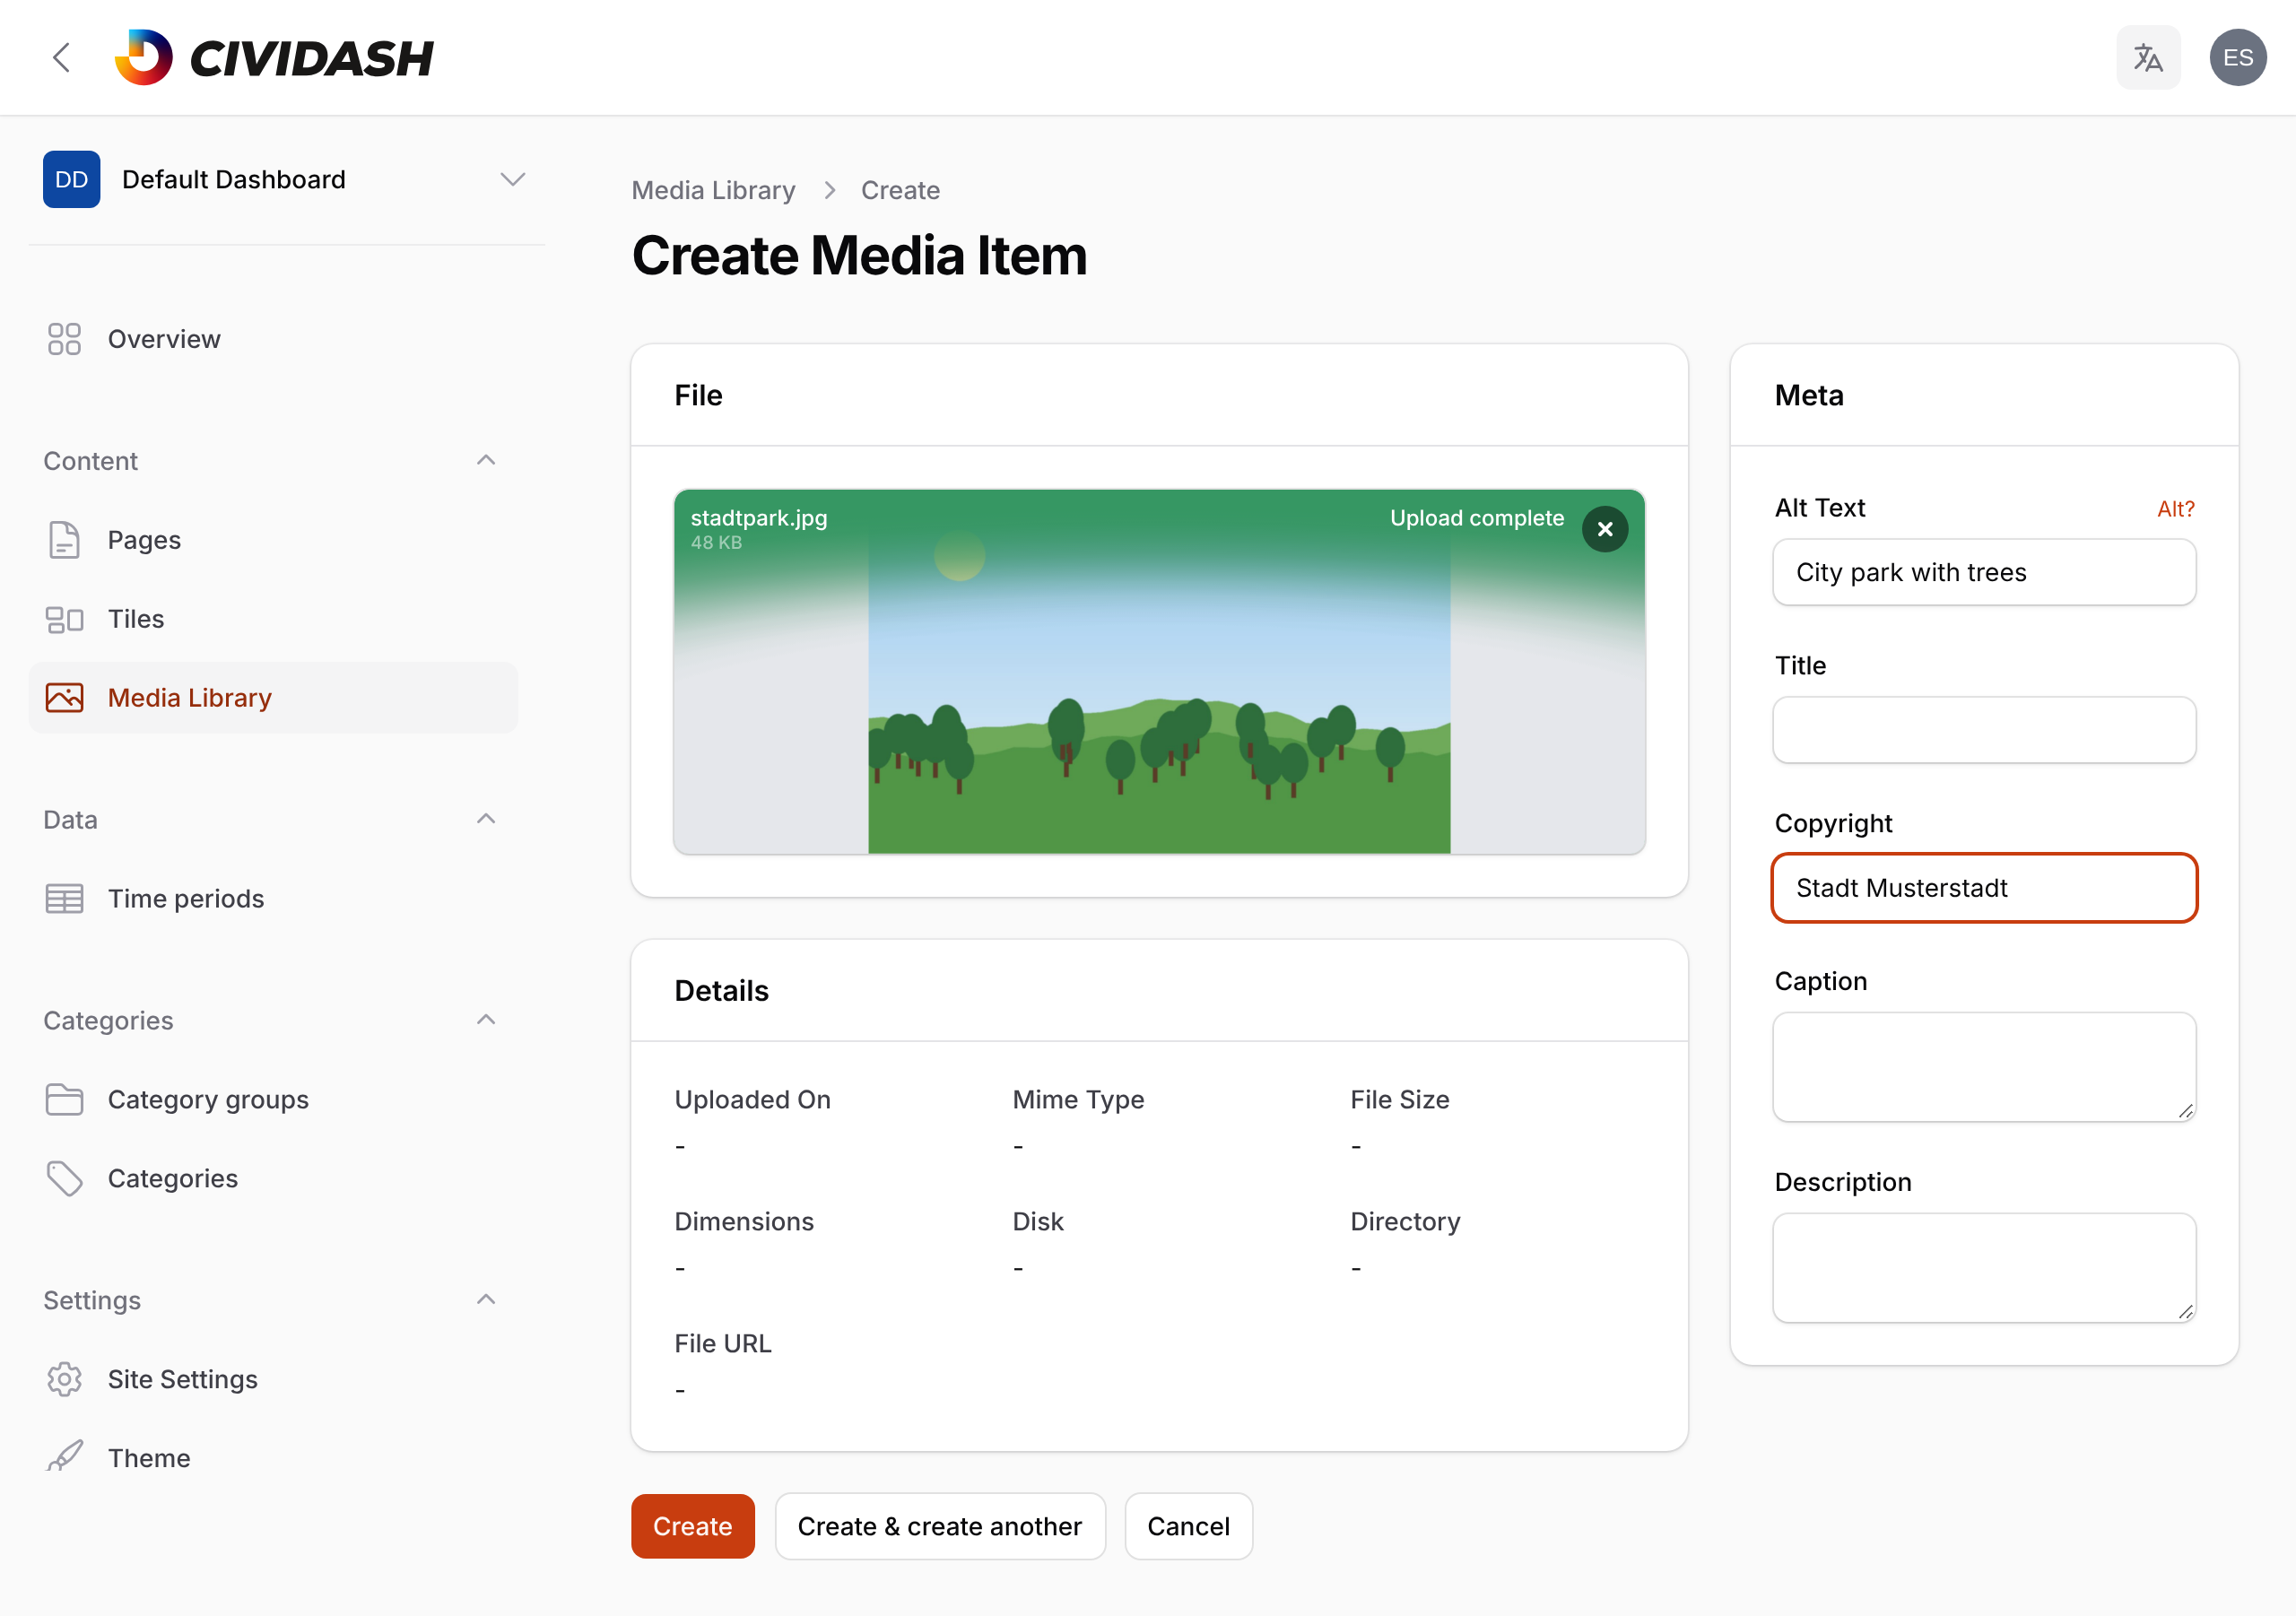 CIVIDASH
ES
DD
Default Dashboard
Overview
Content
Pages
Tiles
Media Library
Data
Time periods
Categories
Category groups
Categories
Settings
Site Settings
Theme
Media Library > Create
Create Media Item
File
stadtpark.jpg
48 KB
Upload complete
Details
Uploaded On
-
Mime Type
-
File Size
-
Dimensions
-
Disk
-
Directory
-
File URL
-
Create
Create & create another
Cancel
Meta
Alt Text
Alt?
City park with trees
Title
Copyright
Stadt Musterstadt
Caption
Description